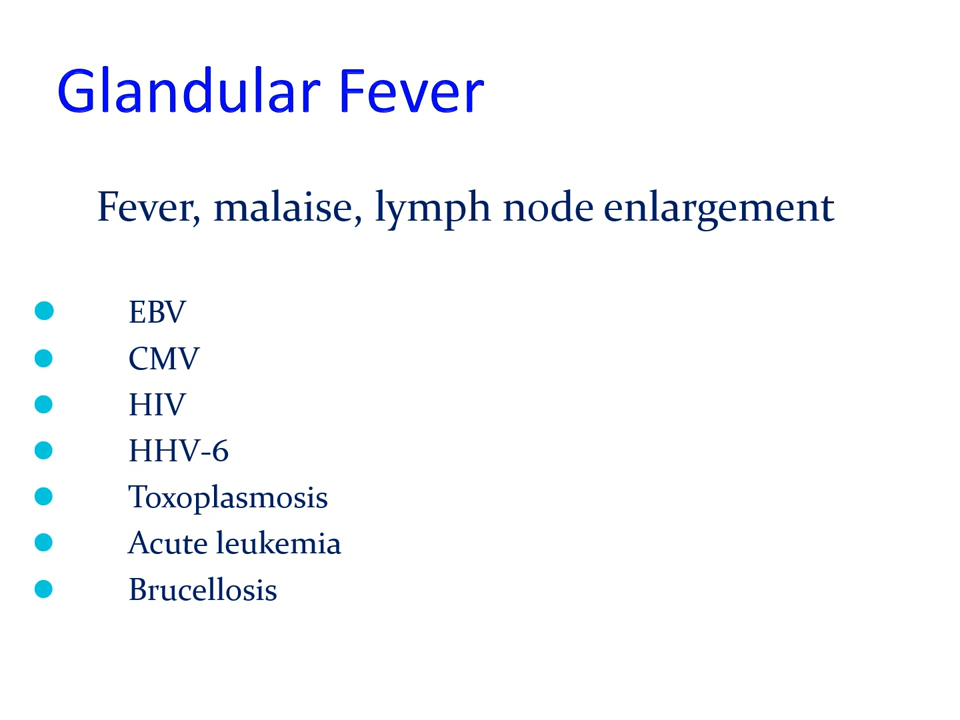 Glandular Fever
Fever, malaise, lymph node enlargement
EBV
CMV
HIV
HHV-6
Toxoplasmosis
Acute leukemia
Brucellosis